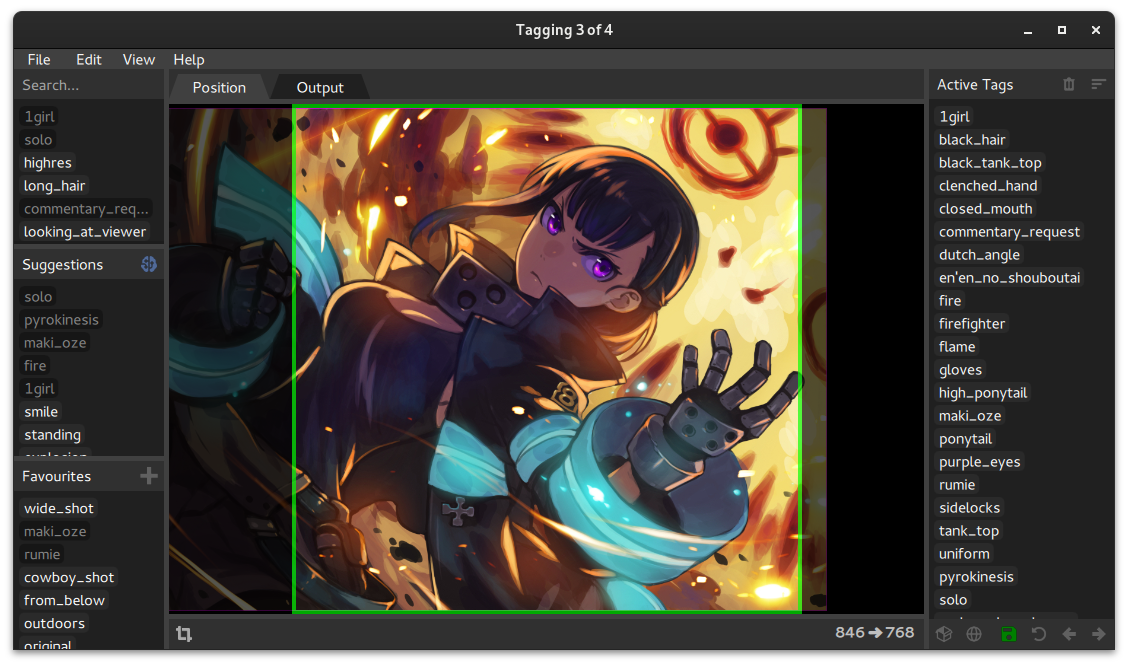 Tagging 3 of 4
File Edit View Help
Search...
1girl
solo
highres
long_hair
commentary_req...
looking_at_viewer
Suggestions
solo
pyrokinesis
maki_oze
fire
1girl
smile
standing
explosion
Favourites
wide_shot
maki_oze
rumie
cowboy_shot
from_below
outdoors
original
Position Output
846 ➔ 768
Active Tags
1girl
black_hair
black_tank_top
clenched_hand
closed_mouth
commentary_request
dutch_angle
en'en_no_shouboutai
fire
firefighter
flame
gloves
high_ponytail
maki_oze
ponytail
purple_eyes
rumie
sidelocks
tank_top
uniform
pyrokinesis
solo